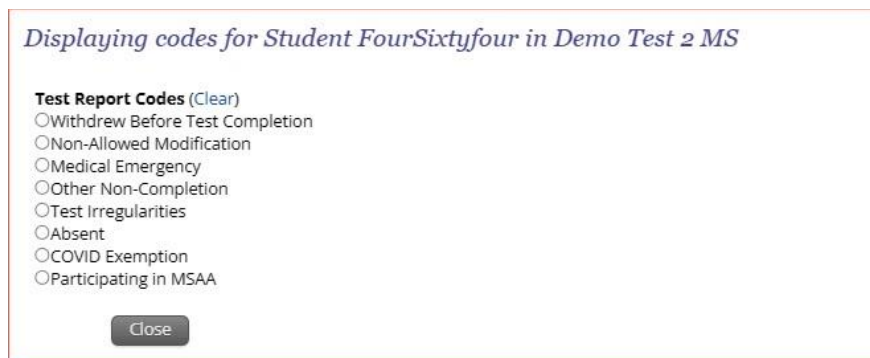 Displaying codes for Student FourSixtyfour in Demo Test 2 MS
Test Report Codes (Clear)
Withdrew Before Test Completion
Non-Allowed Modification
Medical Emergency
Other Non-Completion
Test Irregularities
Absent
COVID Exemption
Participating in MSAA
Close